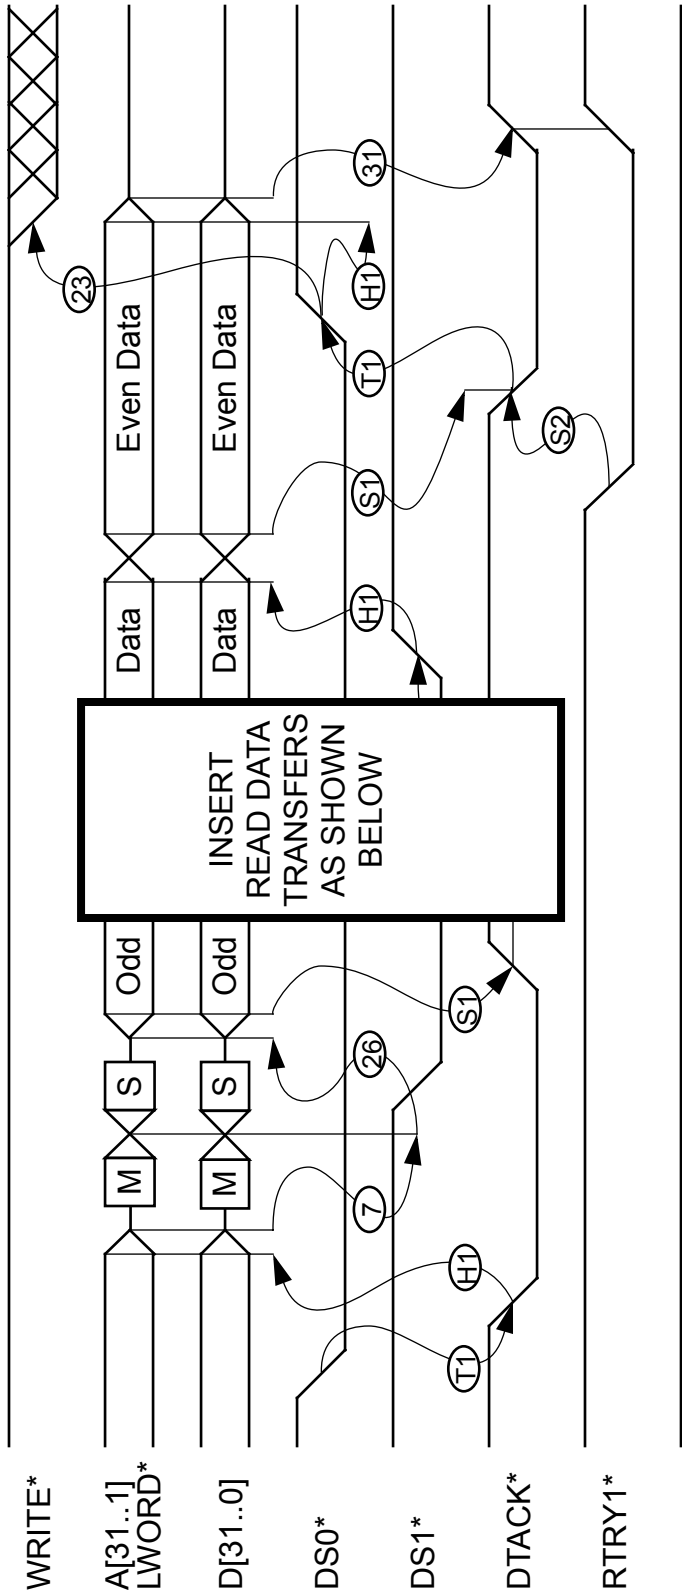 WRITE*
23
A[31..1]
LWORD*
M
S
Odd
Data
Even Data
D[31..0]
M
S
Odd
Data
Even Data
INSERT
READ DATA
TRANSFERS
AS SHOWN
BELOW
DS0*
7
26
H1
S1
T1
H1
31
DS1*
T1
H1
S1
DTACK*
S2
RTRY1*